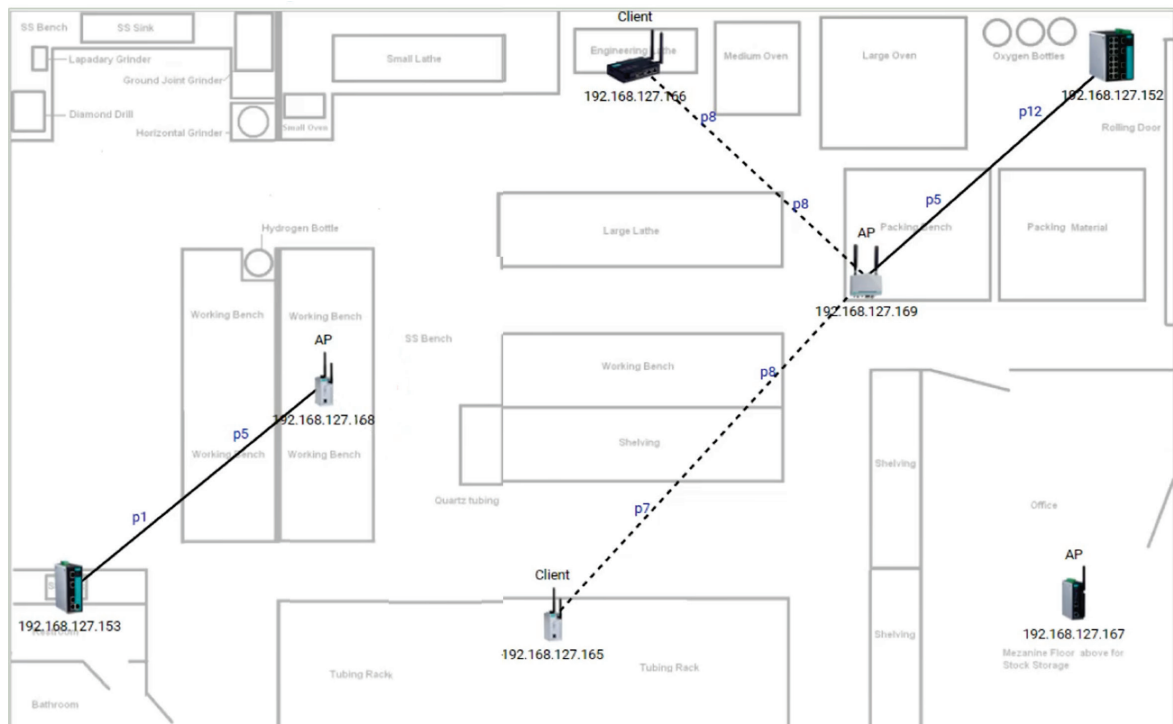 Client
SS Bench
SS Sink
Lapadary Grinder
Ground Joint Grinder
Small Lathe
Engineering Lathe
Medium Oven
Large Oven
Oxygen Bottles
192.168.127.166
192.168.127.152
Diamond Drill
Horizontal Grinder
Small Oven
p8
p12
Rolling Door
p8
p5
Hydrogen Bottle
Large Lathe
AP
Packing Bench
Packing Material
192.168.127.169
Working Bench
Working Bench
AP
SS Bench
Working Bench
p8
192.168.127.168
p5
Working Bench
Working Bench
Shelving
Shelving
Quartz tubing
p7
Office
p1
AP
Client
192.168.127.153
Restroom
192.168.127.165
192.168.127.167
Shelving
Mezanine Floor above for
Stock Storage
Tubing Rack
Tubing Rack
Bathroom